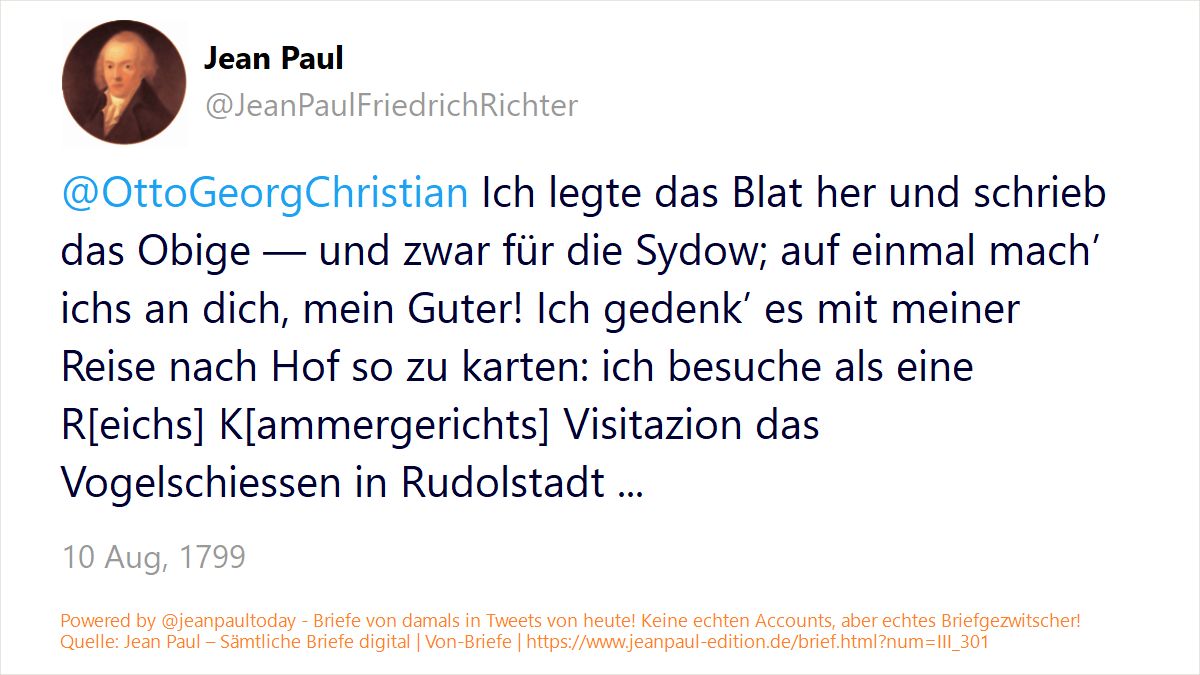 Jean Paul
@JeanPaulFriedrichRichter
@OttoGeorgChristian Ich legte das Blat her und schrieb
das Obige — und zwar für die Sydow; auf einmal mach’
ichs an dich, mein Guter! Ich gedenk’ es mit meiner
Reise nach Hof so zu karten: ich besuche als eine
R[eichs] K[ammergerichts] Visitazion das
Vogelschiessen in Rudolstadt ...
10 Aug, 1799
Powered by @jeanpaultoday - Briefe von damals in Tweets von heute! Keine echten Accounts, aber echtes Briefgezwitscher!
Quelle: Jean Paul – Sämtliche Briefe digital | Von-Briefe | https://www.jeanpaul-edition.de/brief.html?num=III_301